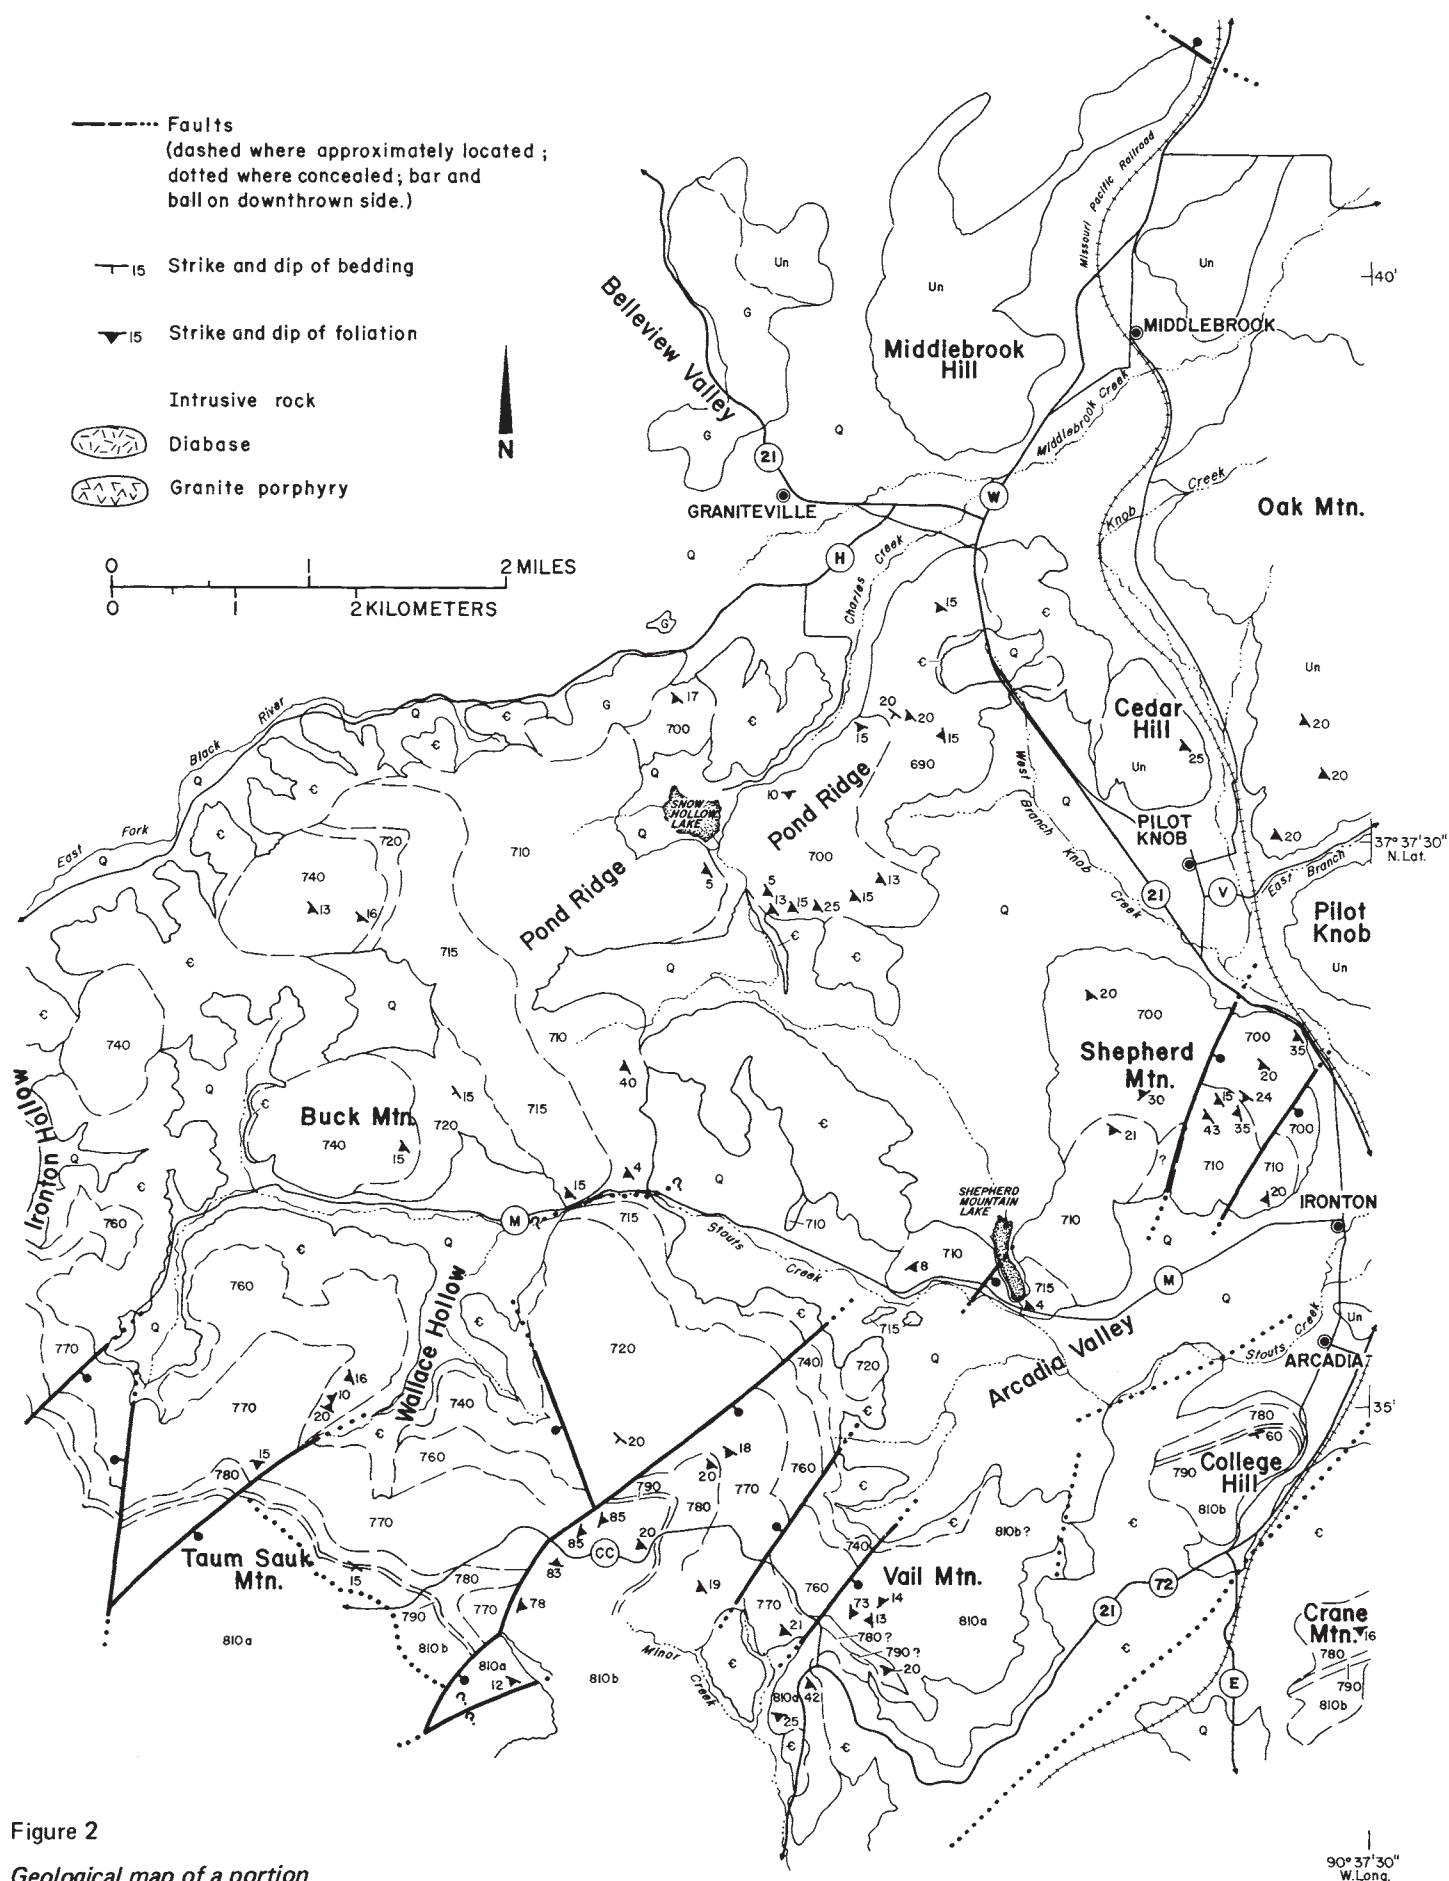 Faults
(dashed where approximately located ;
dotted where concealed; bar and
ball on downthrown side.)
15 Strike and dip of bedding
15 Strike and dip of foliation
Intrusive rock
Diabase
Granite porphyry
N
0 1 2 MILES
0 1 2 KILOMETERS
Missouri Pacific Railroad
Un
Un
Un
40'
G
Belleview Valley
MIDDLEBROOK
Middlebrook
Hill
Middlebrook Creek
G
Q
21
W
GRANITEVILLE
Knob Creek
Oak Mtn.
Q
H
Charles Creek
15
Є
G
Q
Є
Un
17
G
700
Є
Q
Є
Є
East Fork Black River
Q
Q
20
20
15
15
690
Cedar
Hill
25
Un
20
20
20
West Branch Knob Creek
Q
10
Pond Ridge
Q
SNOW
HOLLOW
LAKE
Q
Є
Є
PILOT
KNOB
37° 37' 30"
N. Lat.
720
710
700
740
13
16
5
5
13
15
25
15
13
21
V
East Branch
Pond Ridge
Q
Pilot
Knob
Un
715
Є
Q
Є
Є
Q
20
700
Є
740
Q
710
700
35
Shepherd
Mtn.
20
30
15
24
43
35
700
40
Ironton Hollow
Q
Є
15
Buck Mtn.
715
720
740
15
Є
21
?
710
710
20
Q
4
15
?
?
Q
SHEPHERD
MOUNTAIN
LAKE
IRONTON
760
M
715
710
Stouts Creek
710
Q
Є
Q
8
710
715
4
M
Q
760
Wallace Hollow
Є
Є
Q
770
720
715
Q
Arcadia Valley
Stouts Creek
Un
ARCADIA
740
720
16
10
20
770
740
Є
Є
35'
780
60
College
Hill
790
810b
15
780
760
20
18
20
760
770
Є
790
780
770
85
85
20
CC
83
740
Є
810b?
Є
Є
Taum Sauk
Mtn.
15
780
770
78
19
770
760
Vail Mtn.
73
14
13
810a
72
21
Crane
Mtn.
16
780
790
810b
790
810a
810b
810a
12
?
?
810b
Minor Creek
Є
21
780?
790?
20
810a
42
25
Є
Є
Є
E
Q
Figure 2
Geological map of a portion
90° 37' 30"
W. Long.